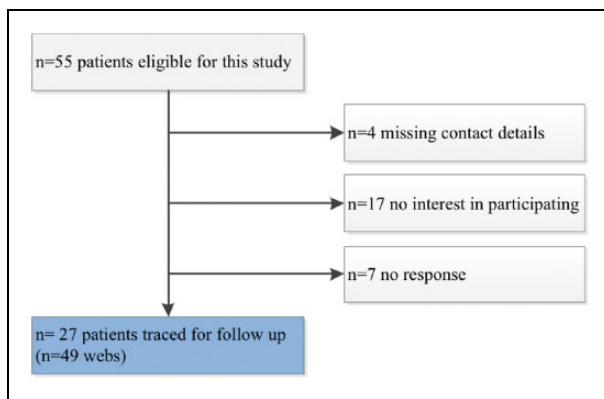 n=55 patients eligible for this study
n=4 missing contact details
n=17 no interest in participating
n=7 no response
n= 27 patients traced for follow up
(n=49 webs)